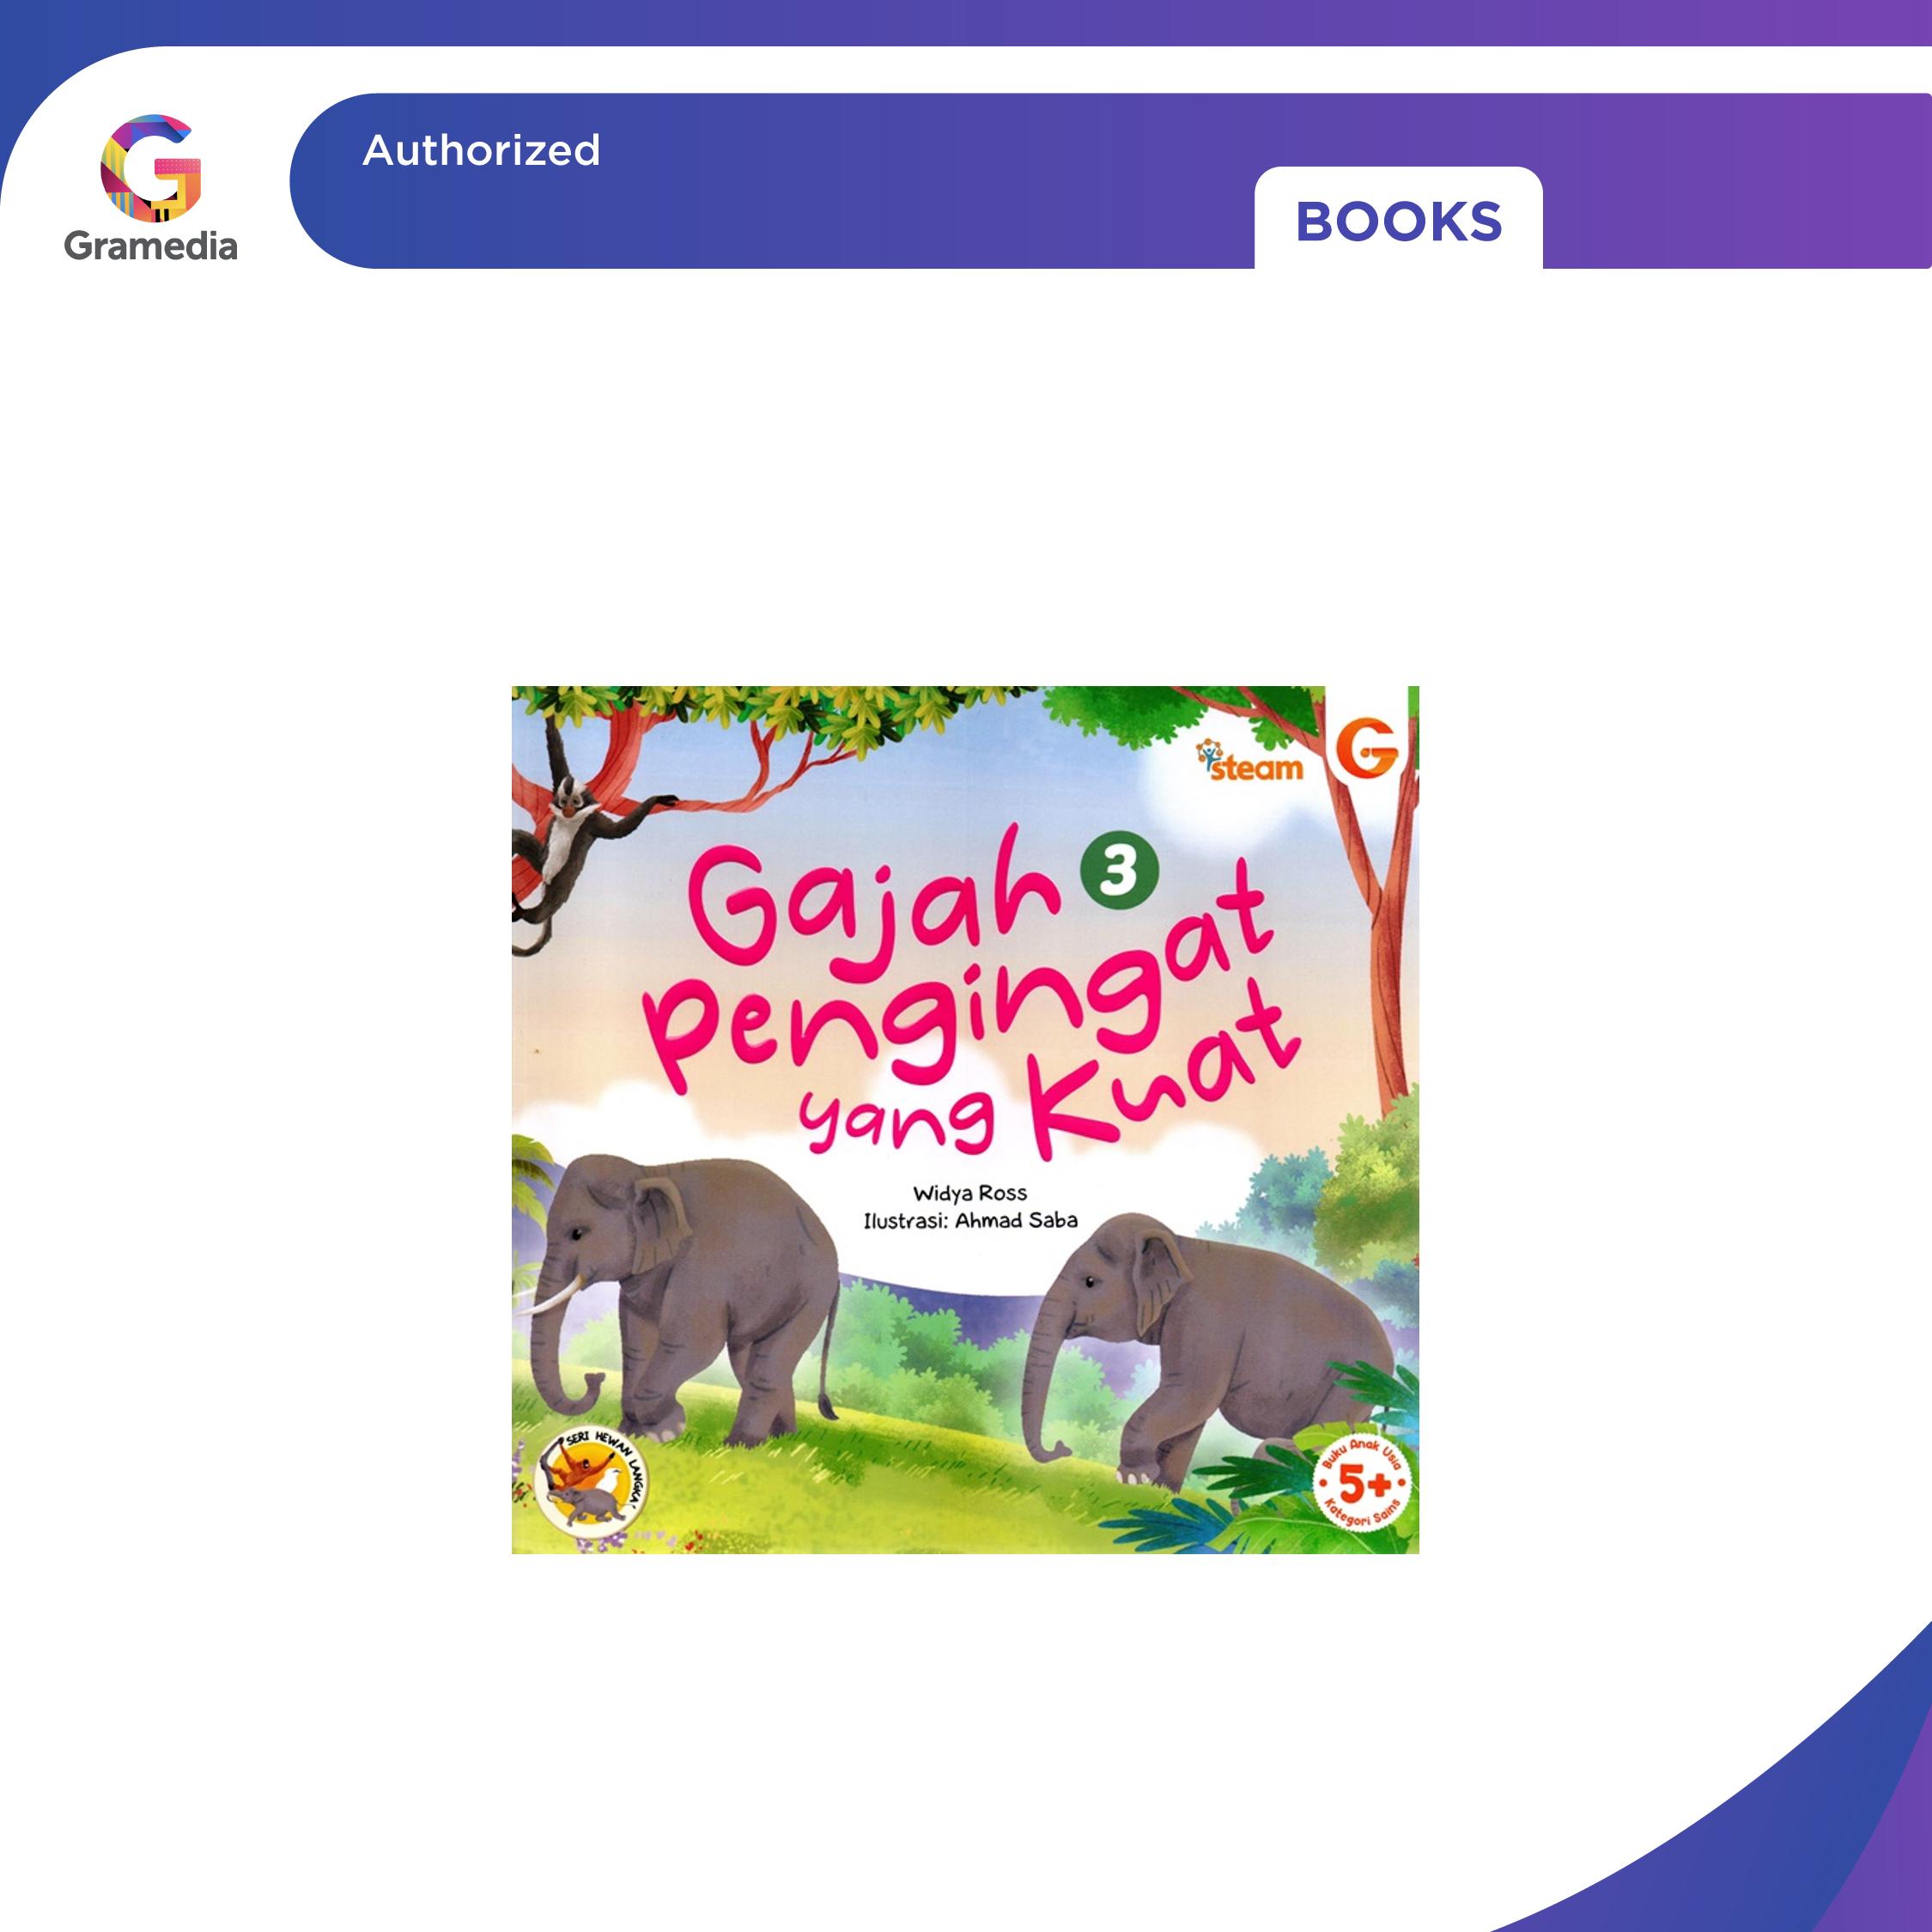 Authorized
BOOKS
Gramedia
steam
G
Gajah 3
pengingat
yang Kuat
Widya Ross
Ilustrasi: Ahmad Saba
SERI HEWAN LANGKA
Buku Anak Usia
5+
Kategori Sains